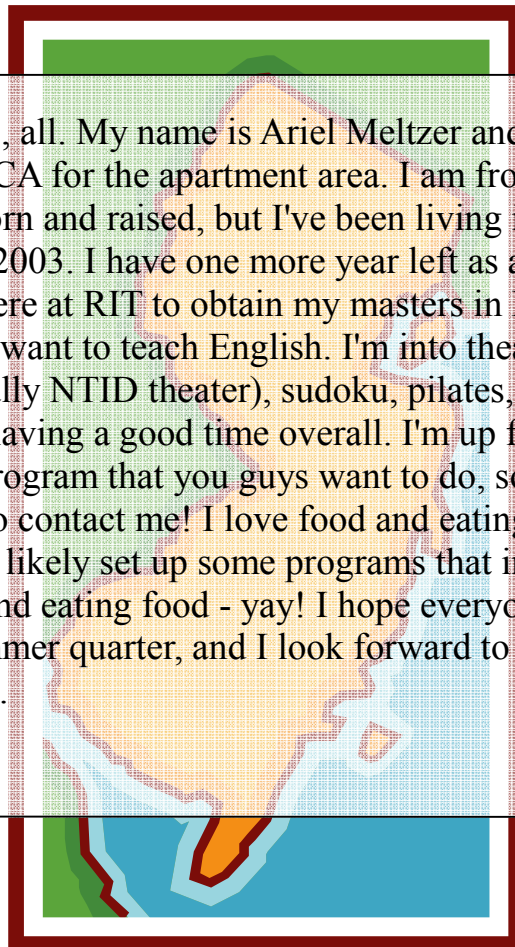 , all. My name is Ariel Meltzer and
CA for the apartment area. I am fro
rn and raised, but I've been living
2003. I have one more year left as a
ere at RIT to obtain my masters in
want to teach English. I'm into thea
lly NTID theater), sudoku, pilates,
aving a good time overall. I'm up f
rogram that you guys want to do, so
o contact me! I love food and eating
likely set up some programs that i
nd eating food - yay! I hope everyo
mer quarter, and I look forward to
.